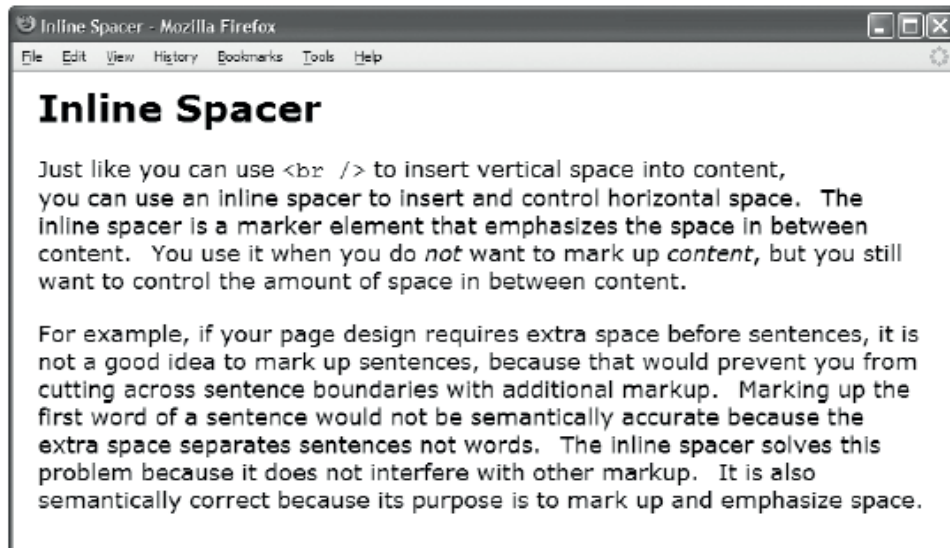 Inline Spacer - Mozilla Firefox
File Edit View History Bookmarks Tools Help
Inline Spacer
Just like you can use <br /> to insert vertical space into content,
you can use an inline spacer to insert and control horizontal space.  The
inline spacer is a marker element that emphasizes the space in between
content.  You use it when you do not want to mark up content, but you still
want to control the amount of space in between content.
For example, if your page design requires extra space before sentences, it is
not a good idea to mark up sentences, because that would prevent you from
cutting across sentence boundaries with additional markup.  Marking up the
first word of a sentence would not be semantically accurate because the
extra space separates sentences not words.  The inline spacer solves this
problem because it does not interfere with other markup.  It is also
semantically correct because its purpose is to mark up and emphasize space.